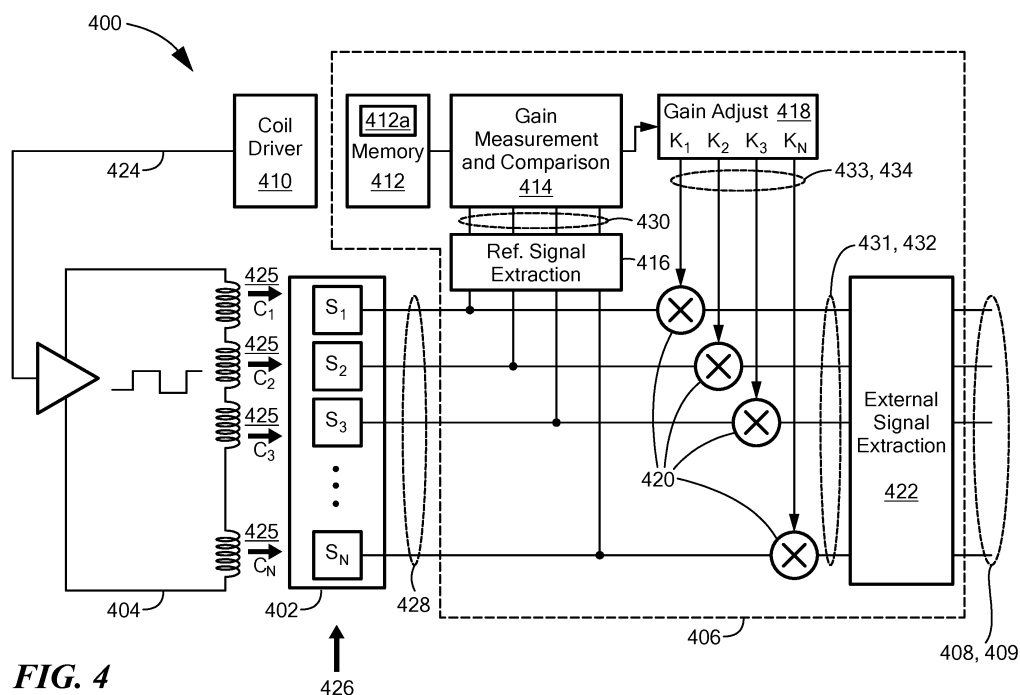 400
Coil
Driver
410
424
412a
Memory
412
Gain
Measurement
and Comparison
414
Gain Adjust 418
K1 K2 K3 KN
433, 434
430
Ref. Signal
Extraction
416
431, 432
425
C1
425
C2
425
C3
425
CN
S1
S2
S3
SN
420
External
Signal
Extraction
422
404
402
428
406
408, 409
426
FIG. 4